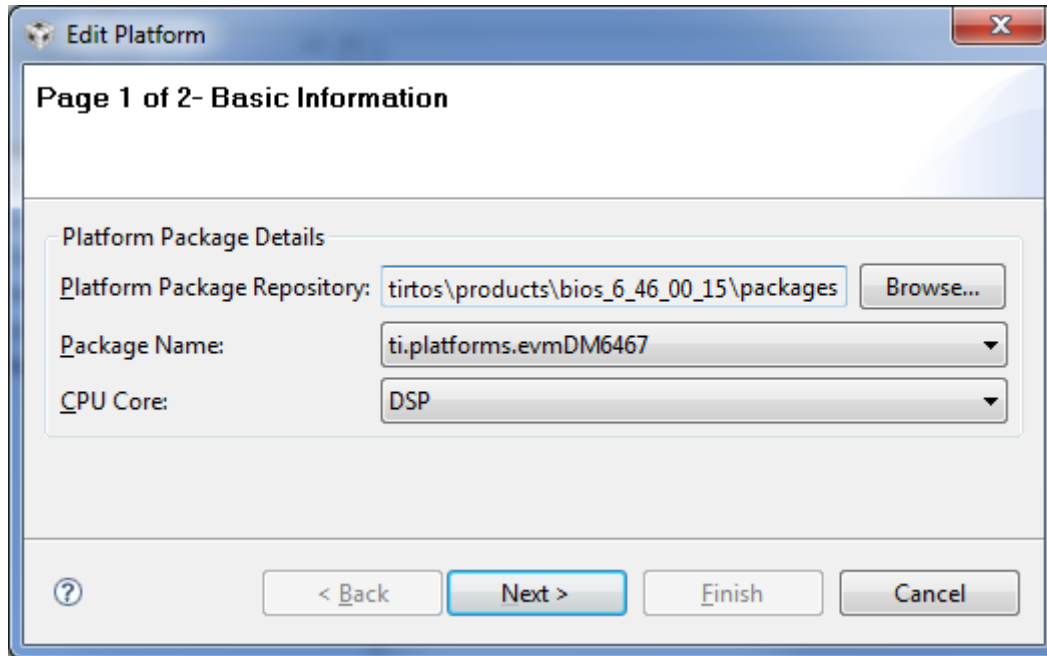 Edit Platform
Page 1 of 2- Basic Information
Platform Package Details
Platform Package Repository: tirtos\products\bios_6_46_00_15\packages Browse...
Package Name: ti.platforms.evmDM6467
CPU Core: DSP
? < Back Next > Finish Cancel